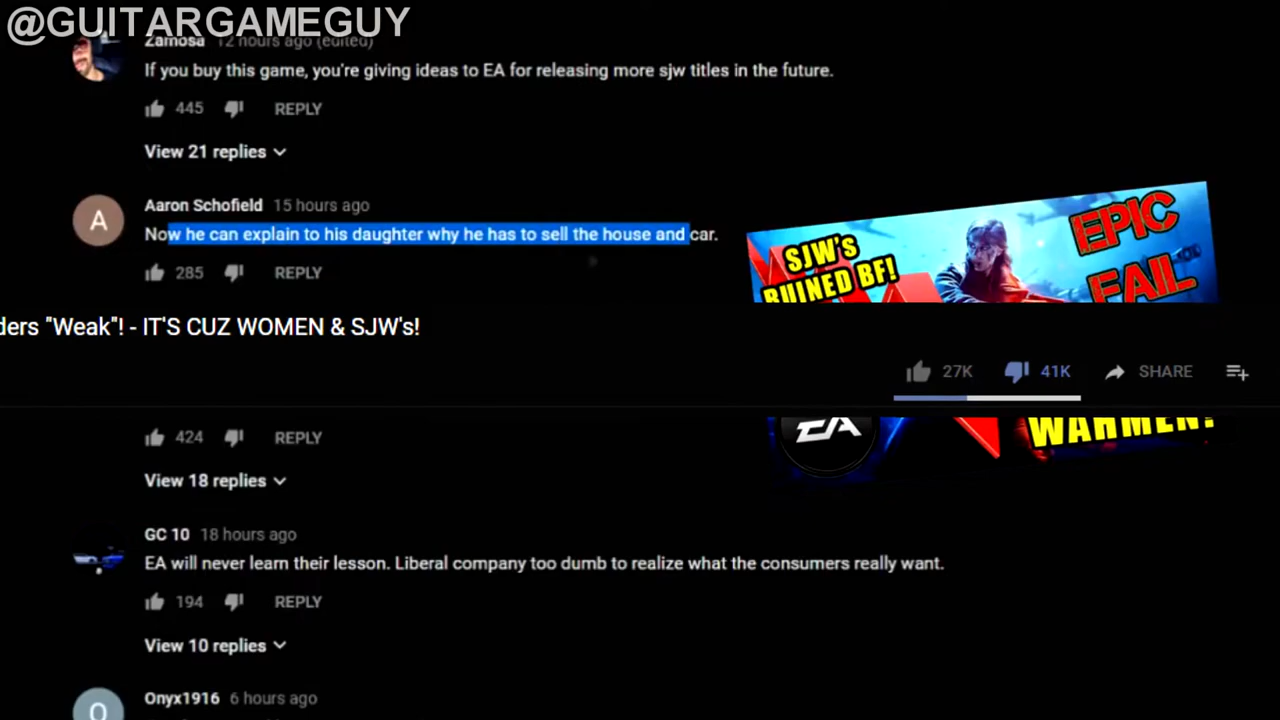 @GUITARGAMEGUY
Zamosa 12 hours ago (edited)
If you buy this game, you're giving ideas to EA for releasing more sjw titles in the future.
445 REPLY
View 21 replies
A
Aaron Schofield 15 hours ago
Now he can explain to his daughter why he has to sell the house and car.
285 REPLY
SJW's
RUINED BF!
EPIC
FAIL
ders "Weak"! - IT'S CUZ WOMEN & SJW's!
27K 41K SHARE
424 REPLY
EA
WAHMEN!
View 18 replies
GC 10 18 hours ago
EA will never learn their lesson. Liberal company too dumb to realize what the consumers really want.
194 REPLY
View 10 replies
O
Onyx1916 6 hours ago